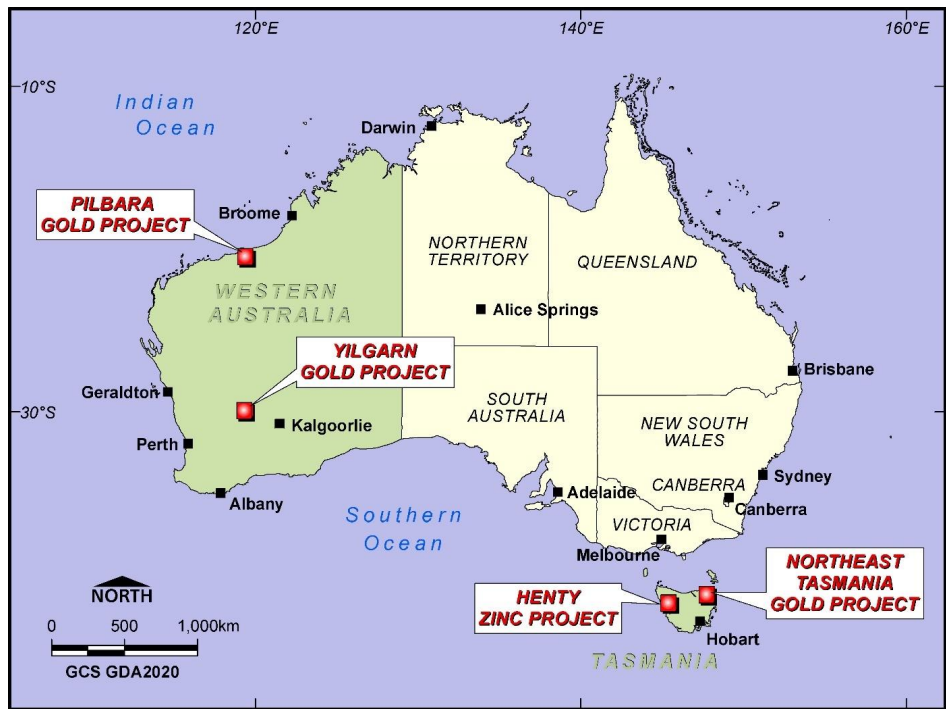 120°E
140°E
160°E
10°S
Indian
Ocean
Darwin
PILBARA
GOLD PROJECT
Broome
NORTHERN
TERRITORY
QUEENSLAND
WESTERN
AUSTRALIA
Alice Springs
YILGARN
GOLD PROJECT
Brisbane
Geraldton
SOUTH
AUSTRALIA
30°S
Kalgoorlie
NEW SOUTH
WALES
Perth
Sydney
CANBERRA
Adelaide
Albany
Canberra
Southern
Ocean
VICTORIA
Melbourne
NORTHEAST
TASMANIA
GOLD PROJECT
NORTH
HENTY
ZINC PROJECT
0 500 1,000km
Hobart
TASMANIA
GCS GDA2020